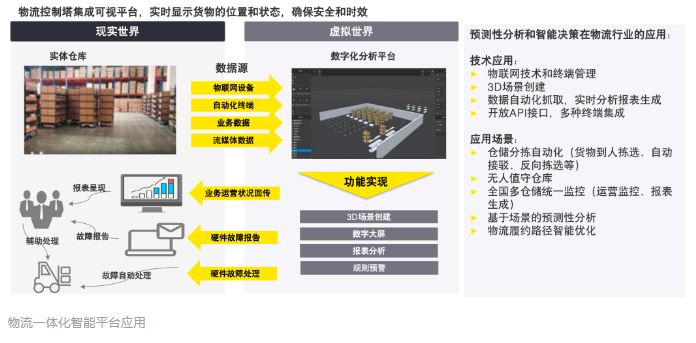 物流控制塔集成可视平台，实时显示货物的位置和状态，确保安全和时效
现实世界
虚拟世界
实体仓库
数据源
数字化分析平台
物联网设备
自动化终端
业务数据
流媒体数据
功能实现
3D场景创建
数字大屏
报表分析
规则预警
报表呈现
业务运营状况回传
故障报告
硬件故障报告
辅助处理
故障自动处理
硬件故障处理
预测性分析和智能决策在物流行业的应用：
技术应用：
► 物联网技术和终端管理
► 3D场景创建
► 数据自动化抓取，实时分析报表生成
► 开放API接口，多种终端集成
应用场景：
► 仓储分拣自动化（货物到人拣选、自动
接驳、反向拣选等）
► 无人值守仓库
► 全国多仓储统一监控（运营监控、报表
生成）
► 基于场景的预测性分析
► 物流履约路径智能优化
物流一体化智能平台应用